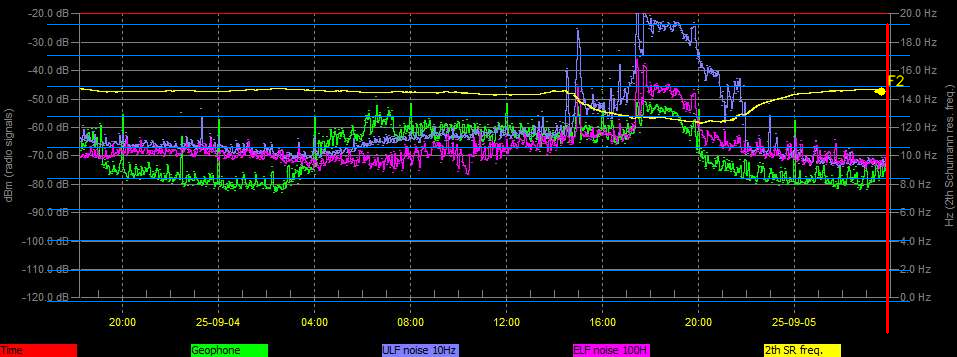 -20.0 dB 20.0 Hz
-30.0 dB 18.0 Hz
-40.0 dB 16.0 Hz
F2
-50.0 dB 14.0 Hz
-60.0 dB 12.0 Hz
-70.0 dB 10.0 Hz
-80.0 dB 8.0 Hz
-90.0 dB 6.0 Hz
-100.0 dB 4.0 Hz
-110.0 dB 2.0 Hz
-120.0 dB 0.0 Hz
dBm (radio signals)
Hz (2th Schumann res. freq.)
20:00 25-09-04 04:00 08:00 12:00 16:00 20:00 25-09-05
Time Geophone ULF noise 10Hz ELF noise 100H 2th SR freq.